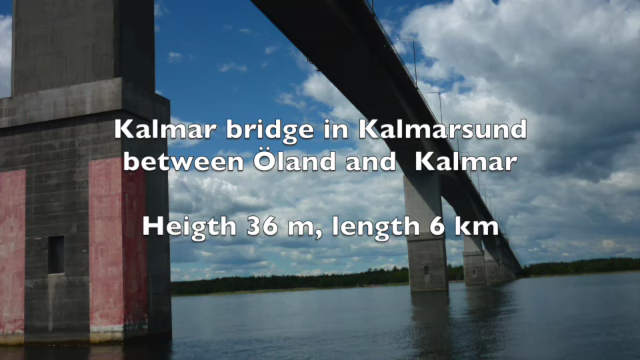 Kalmar bridge in Kalmarsund
between Öland and  Kalmar
Heigth 36 m, length 6 km